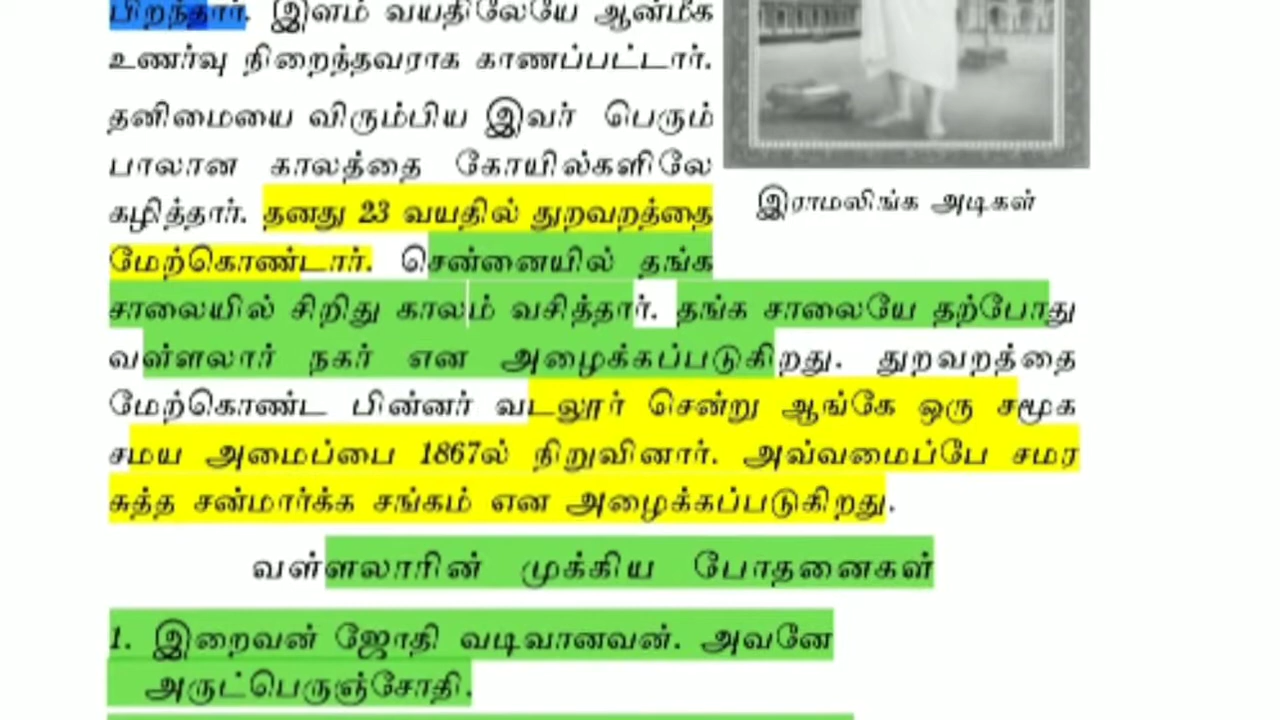 பிறந்தார். இளம் வயதிலேயே ஆன்மீக
உணர்வு நிறைந்தவராக காணப்பட்டார்.
தனிமையை விரும்பிய இவர் பெரும்
பாலான காலத்தை கோயில்களிலே
கழித்தார். தனது 23 வயதில் துறவறத்தை
மேற்கொண்டார். சென்னையில் தங்க
இராமலிங்க அடிகள்
சாலையில் சிறிது காலம் வசித்தார். தங்க சாலையே தற்போது
வள்ளலார் நகர் என அழைக்கப்படுகிறது. துறவறத்தை
மேற்கொண்ட பின்னர் வடலூர் சென்று ஆங்கே ஒரு சமூக
சமய அமைப்பை 1867ல் நிறுவினார். அவ்வமைப்பே சமர
சுத்த சன்மார்க்க சங்கம் என அழைக்கப்படுகிறது.
வள்ளலாரின் முக்கிய போதனைகள்
1. இறைவன் ஜோதி வடிவானவன். அவனே
அருட்பெருஞ்சோதி.